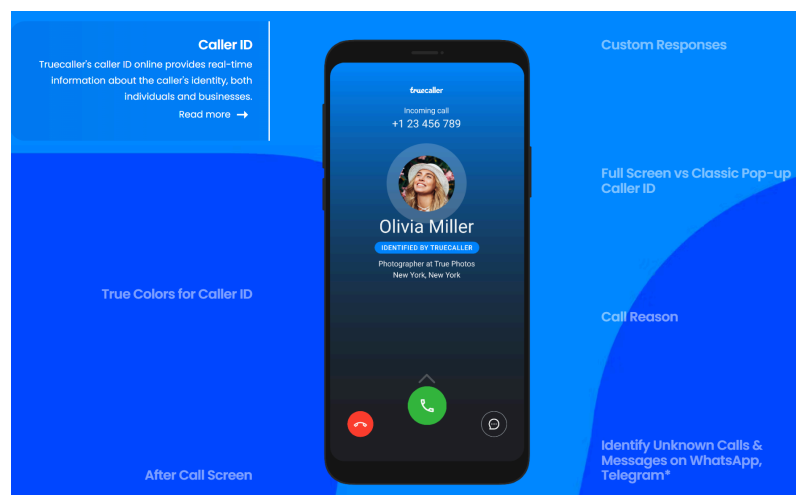 Caller ID
Truecaller's caller ID online provides real-time
information about the caller's identity, both
individuals and businesses.
Read more →
True Colors for Caller ID
After Call Screen
truecaller
Incoming call
+1 23 456 789
Olivia Miller
IDENTIFIED BY TRUECALLER
Photographer at True Photos
New York, New York
Custom Responses
Full Screen vs Classic Pop-up
Caller ID
Call Reason
Identify Unknown Calls &
Messages on WhatsApp,
Telegram*